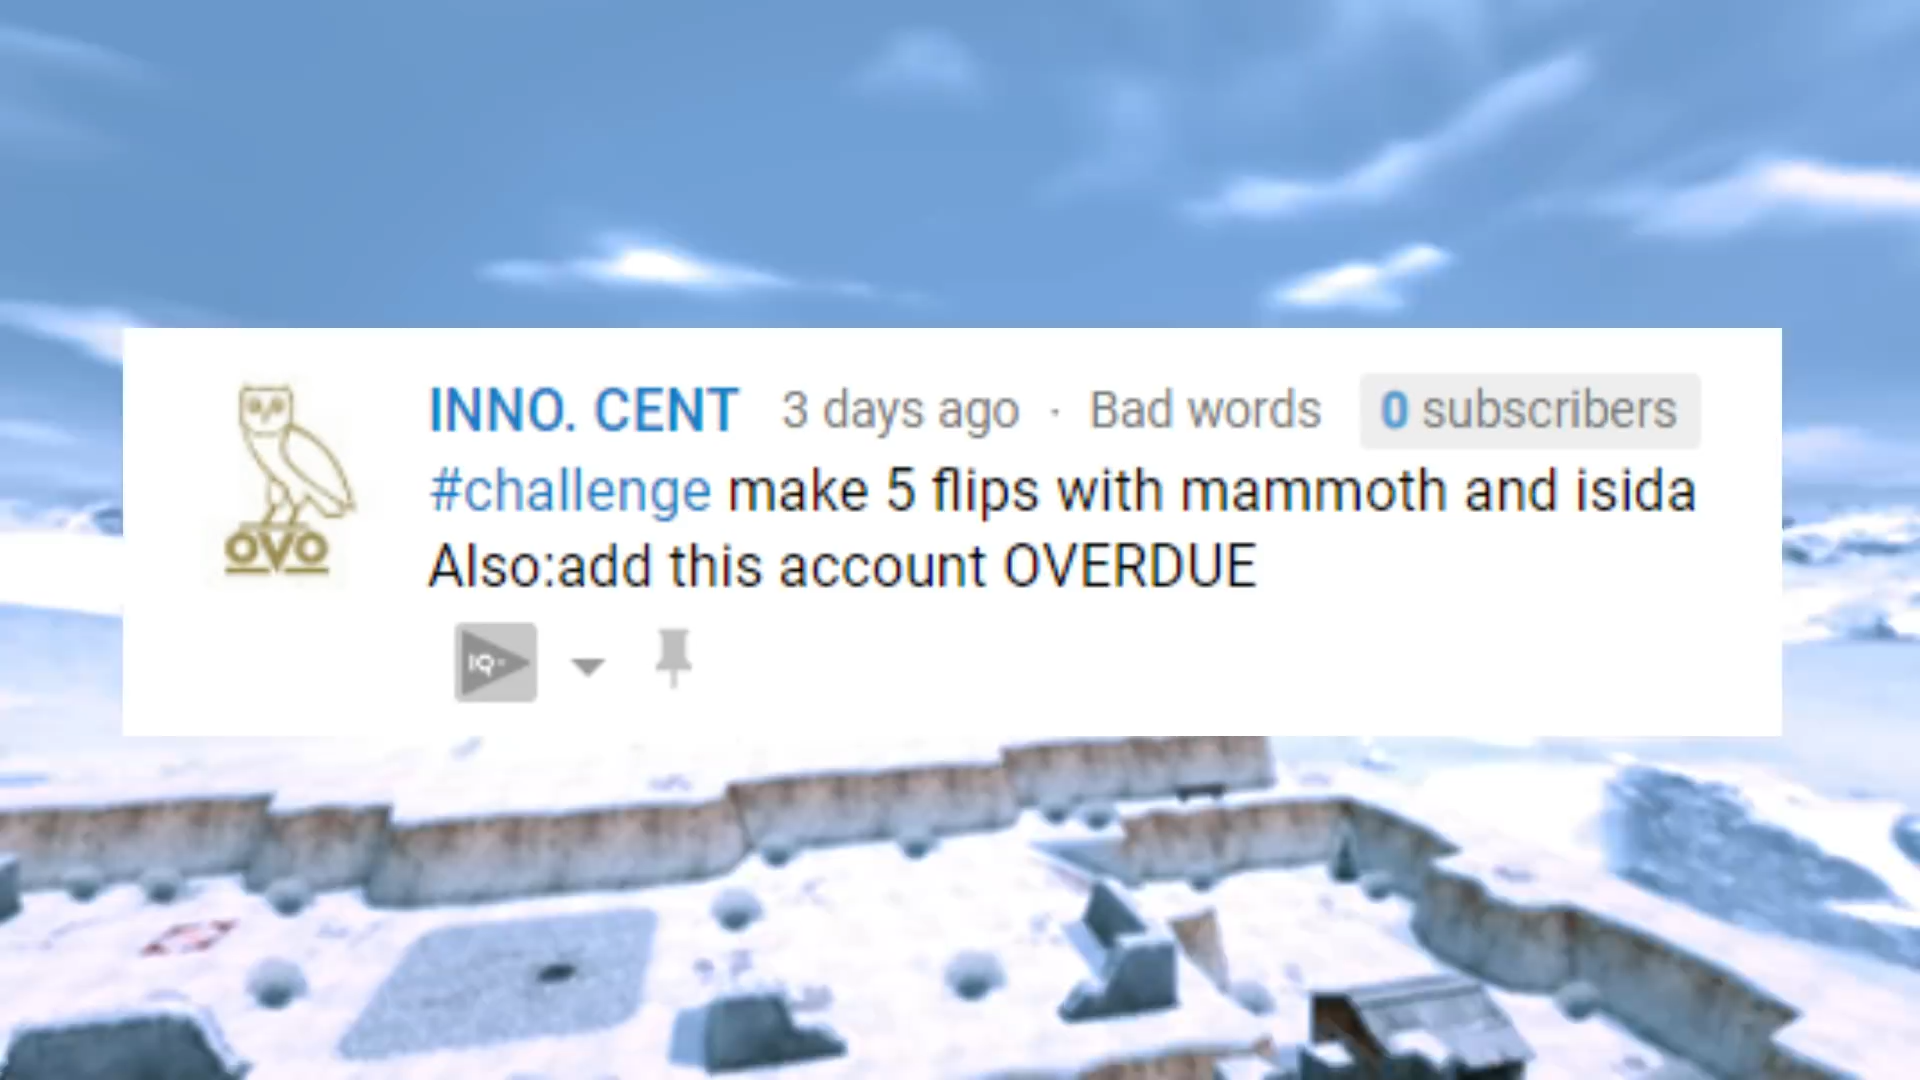 INNO. CENT 3 days ago · Bad words 0 subscribers
#challenge make 5 flips with mammoth and isida
Also:add this account OVERDUE
OVO
IQ